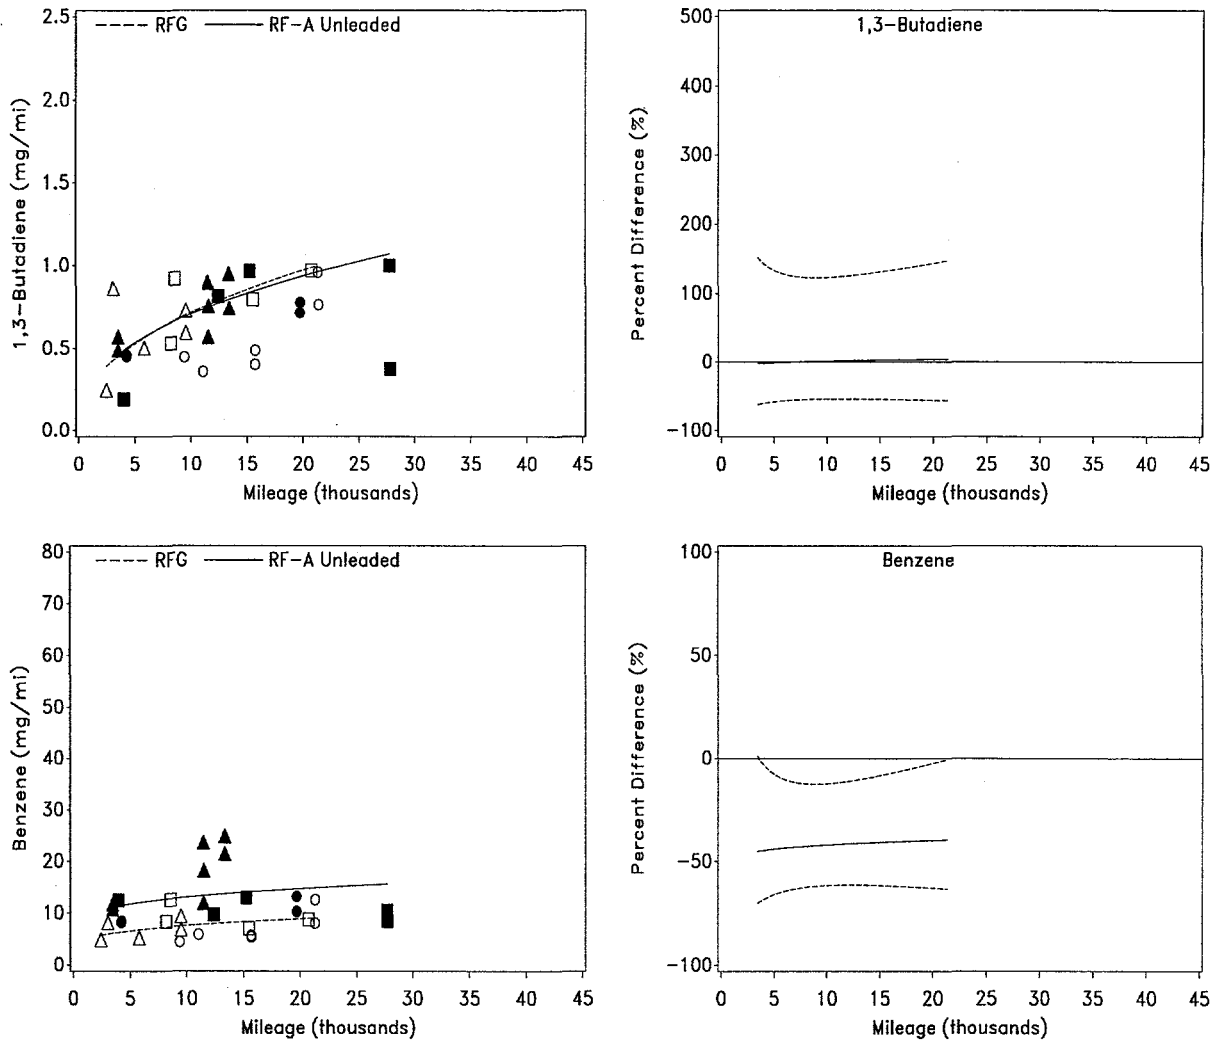 RFG RF-A Unleaded
1,3-Butadiene (mg/mi)
2.5
2.0
1.5
1.0
0.5
0.0
0 5 10 15 20 25 30 35 40 45
Mileage (thousands)
1,3-Butadiene
Percent Difference (%)
500
400
300
200
100
0
-100
0 5 10 15 20 25 30 35 40 45
Mileage (thousands)
RFG RF-A Unleaded
Benzene (mg/mi)
80
70
60
50
40
30
20
10
0
0 5 10 15 20 25 30 35 40 45
Mileage (thousands)
Benzene
Percent Difference (%)
100
50
0
-50
-100
0 5 10 15 20 25 30 35 40 45
Mileage (thousands)